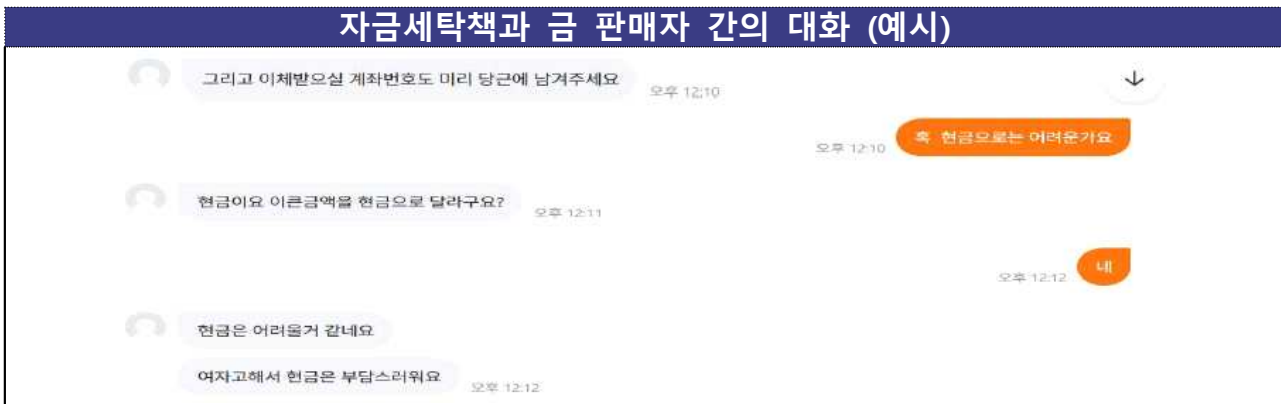 자금세탁책과 금 판매자 간의 대화 (예시)
그리고 이체받으실 계좌번호도 미리 당근에 남겨주세요
오후 12:10
혹 현금으로는 어려운가요
오후 12:10
현금이요 이큰금액을 현금으로 달라구요?
오후 12:11
네
오후 12:12
현금은 어려울거 같네요
여자고해서 현금은 부담스러워요
오후 12:12